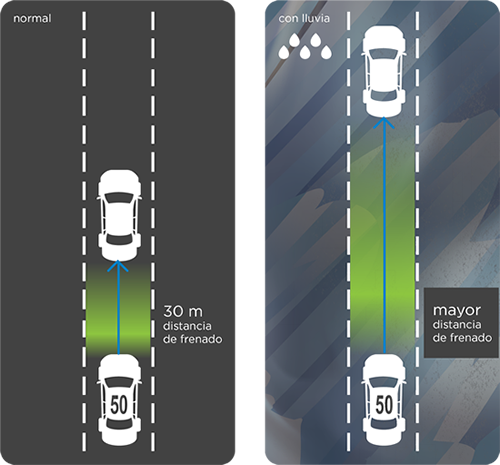 normal
30 m
distancia
de frenado
50
con lluvia
mayor
distancia
de frenado
50